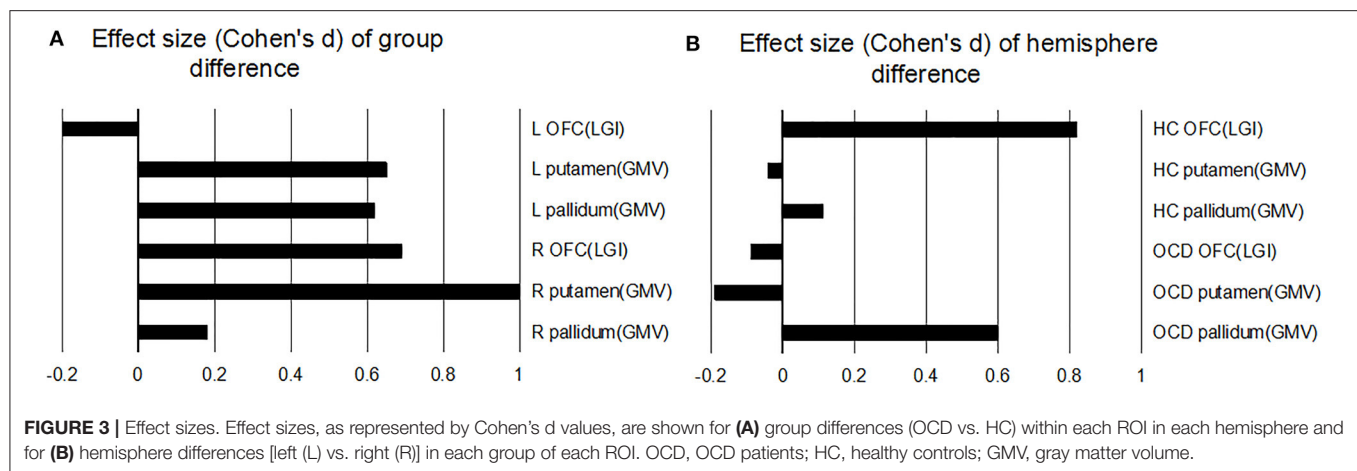 A Effect size (Cohen's d) of group
difference
L OFC(LGI)
L putamen(GMV)
L pallidum(GMV)
R OFC(LGI)
R putamen(GMV)
R pallidum(GMV)
-0.2 0 0.2 0.4 0.6 0.8 1
B Effect size (Cohen's d) of hemisphere
difference
HC OFC(LGI)
HC putamen(GMV)
HC pallidum(GMV)
OCD OFC(LGI)
OCD putamen(GMV)
OCD pallidum(GMV)
-0.2 0 0.2 0.4 0.6 0.8 1
FIGURE 3 | Effect sizes. Effect sizes, as represented by Cohen's d values, are shown for (A) group differences (OCD vs. HC) within each ROI in each hemisphere and
for (B) hemisphere differences [left (L) vs. right (R)] in each group of each ROI. OCD, OCD patients; HC, healthy controls; GMV, gray matter volume.